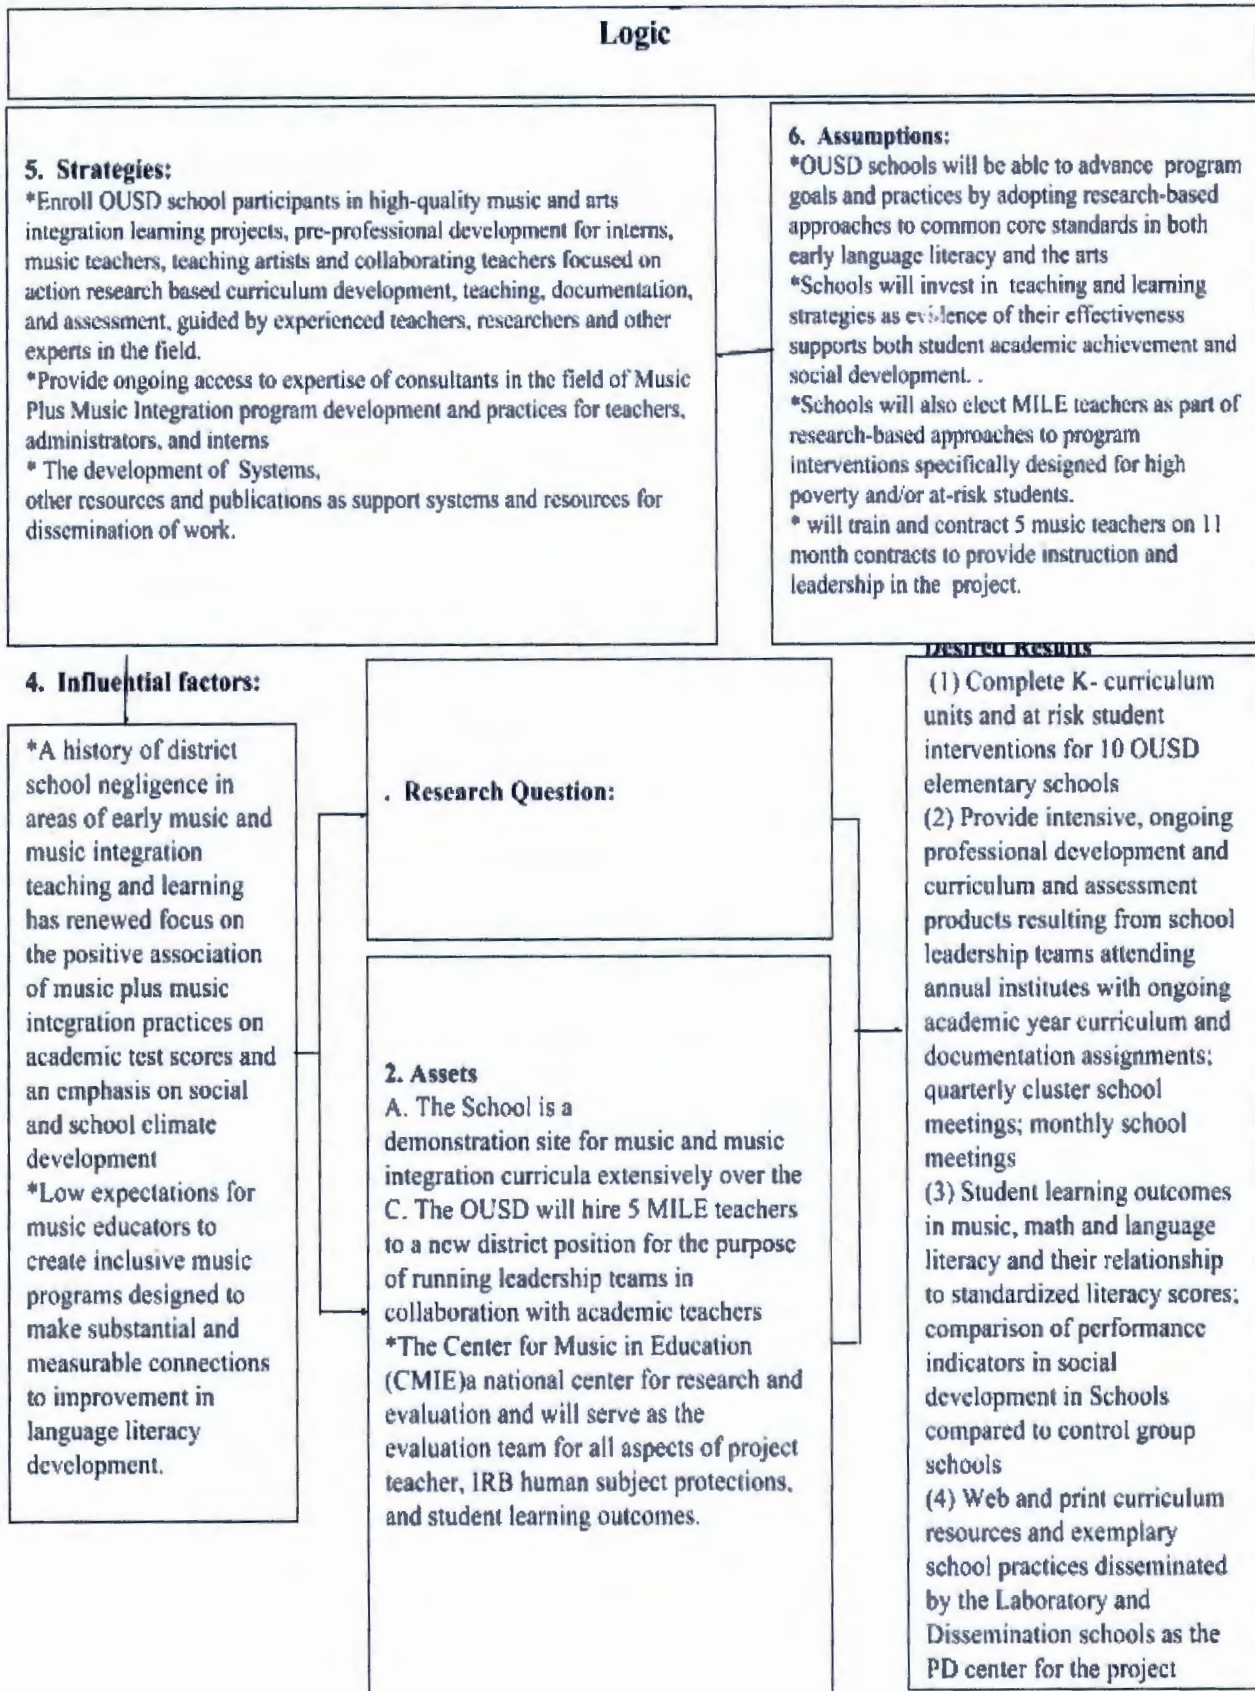 Logic
5. Strategies:
*Enroll OUSD school participants in high-quality music and arts
integration learning projects, pre-professional development for interns,
music teachers, teaching artists and collaborating teachers focused on
action research based curriculum development, teaching, documentation,
and assessment, guided by experienced teachers, researchers and other
experts in the field.
*Provide ongoing access to expertise of consultants in the field of Music
Plus Music Integration program development and practices for teachers,
administrators, and interns
* The development of Systems,
other resources and publications as support systems and resources for
dissemination of work.
6. Assumptions:
*OUSD schools will be able to advance program
goals and practices by adopting research-based
approaches to common core standards in both
early language literacy and the arts
*Schools will invest in teaching and learning
strategies as evidence of their effectiveness
supports both student academic achievement and
social development. .
*Schools will also elect MILE teachers as part of
research-based approaches to program
interventions specifically designed for high
poverty and/or at-risk students.
* will train and contract 5 music teachers on 11
month contracts to provide instruction and
leadership in the project.
4. Influential factors:
*A history of district
school negligence in
areas of early music and
music integration
teaching and learning
has renewed focus on
the positive association
of music plus music
integration practices on
academic test scores and
an emphasis on social
and school climate
development
*Low expectations for
music educators to
create inclusive music
programs designed to
make substantial and
measurable connections
to improvement in
language literacy
development.
. Research Question:
2. Assets
A. The School is a
demonstration site for music and music
integration curricula extensively over the
C. The OUSD will hire 5 MILE teachers
to a new district position for the purpose
of running leadership teams in
collaboration with academic teachers
*The Center for Music in Education
(CMIE)a national center for research and
evaluation and will serve as the
evaluation team for all aspects of project
teacher, IRB human subject protections,
and student learning outcomes.
Desired Results
(1) Complete K- curriculum
units and at risk student
interventions for 10 OUSD
elementary schools
(2) Provide intensive, ongoing
professional development and
curriculum and assessment
products resulting from school
leadership teams attending
annual institutes with ongoing
academic year curriculum and
documentation assignments;
quarterly cluster school
meetings; monthly school
meetings
(3) Student learning outcomes
in music, math and language
literacy and their relationship
to standardized literacy scores;
comparison of performance
indicators in social
development in Schools
compared to control group
schools
(4) Web and print curriculum
resources and exemplary
school practices disseminated
by the Laboratory and
Dissemination schools as the
PD center for the project